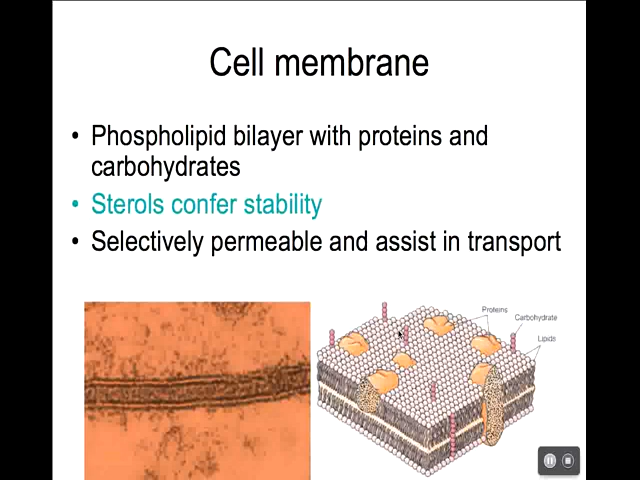 Cell membrane
• Phospholipid bilayer with proteins and
carbohydrates
• Sterols confer stability
• Selectively permeable and assist in transport
Proteins
Carbohydrate
Lipids